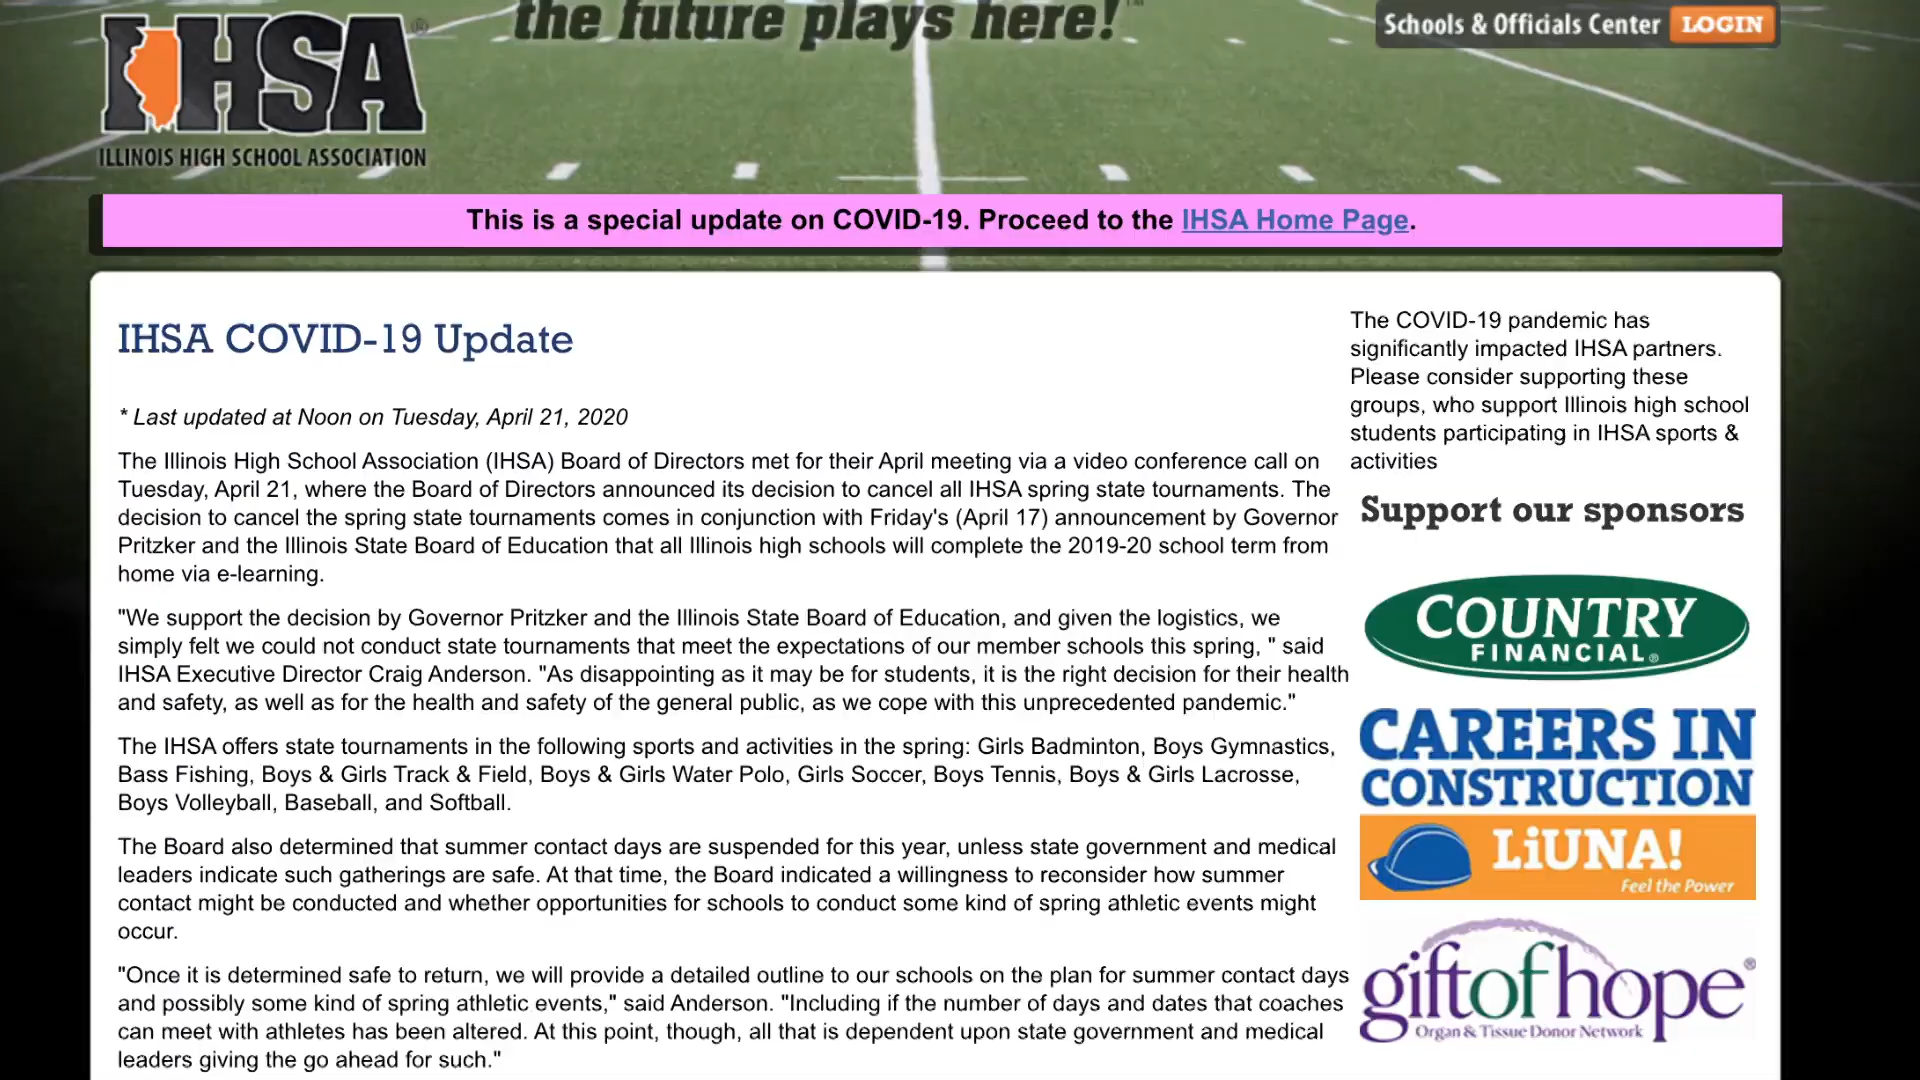 the future plays here!™
Schools & Officials Center LOGIN
IHSA®
ILLINOIS HIGH SCHOOL ASSOCIATION
This is a special update on COVID-19. Proceed to the IHSA Home Page.
IHSA COVID-19 Update
* Last updated at Noon on Tuesday, April 21, 2020
The Illinois High School Association (IHSA) Board of Directors met for their April meeting via a video conference call on
Tuesday, April 21, where the Board of Directors announced its decision to cancel all IHSA spring state tournaments. The
decision to cancel the spring state tournaments comes in conjunction with Friday's (April 17) announcement by Governor
Pritzker and the Illinois State Board of Education that all Illinois high schools will complete the 2019-20 school term from
home via e-learning.
"We support the decision by Governor Pritzker and the Illinois State Board of Education, and given the logistics, we
simply felt we could not conduct state tournaments that meet the expectations of our member schools this spring, " said
IHSA Executive Director Craig Anderson. "As disappointing as it may be for students, it is the right decision for their health
and safety, as well as for the health and safety of the general public, as we cope with this unprecedented pandemic."
The IHSA offers state tournaments in the following sports and activities in the spring: Girls Badminton, Boys Gymnastics,
Bass Fishing, Boys & Girls Track & Field, Boys & Girls Water Polo, Girls Soccer, Boys Tennis, Boys & Girls Lacrosse,
Boys Volleyball, Baseball, and Softball.
The Board also determined that summer contact days are suspended for this year, unless state government and medical
leaders indicate such gatherings are safe. At that time, the Board indicated a willingness to reconsider how summer
contact might be conducted and whether opportunities for schools to conduct some kind of spring athletic events might
occur.
"Once it is determined safe to return, we will provide a detailed outline to our schools on the plan for summer contact days
and possibly some kind of spring athletic events," said Anderson. "Including if the number of days and dates that coaches
can meet with athletes has been altered. At this point, though, all that is dependent upon state government and medical
leaders giving the go ahead for such."
The COVID-19 pandemic has
significantly impacted IHSA partners.
Please consider supporting these
groups, who support Illinois high school
students participating in IHSA sports &
activities
Support our sponsors
COUNTRY
FINANCIAL®
CAREERS IN
CONSTRUCTION
LiUNA!
Feel the Power
giftofhope®
Organ & Tissue Donor Network